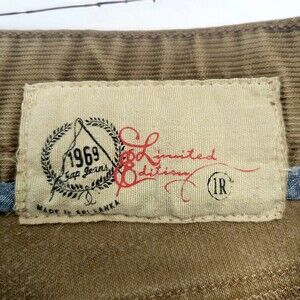 1969
Gap Jeans
MADE IN SRI LANKA
Limited
Edition
1R